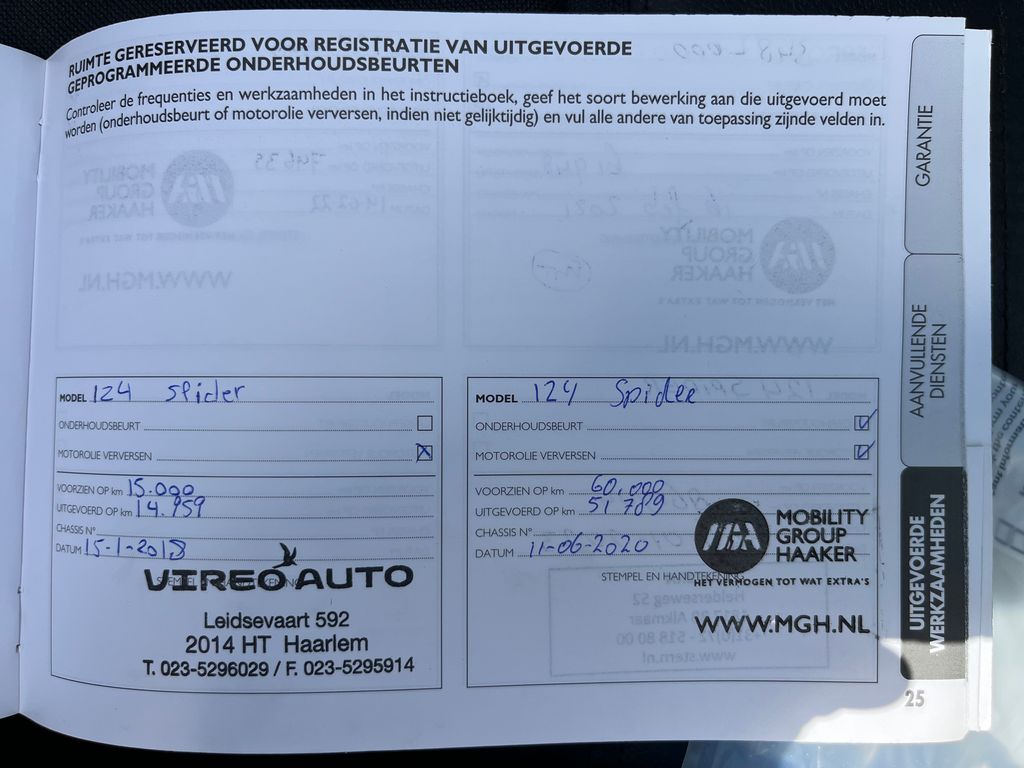 RUIMTE GERESERVEERD VOOR REGISTRATIE VAN UITGEVOERDE
GEPROGRAMMEERDE ONDERHOUDSBEURTEN
Controleer de frequenties en werkzaamheden in het instructieboek, geef het soort bewerking aan die uitgevoerd moet
worden (onderhoudsbeurt of motorolie verversen, indien niet gelijktijdig) en vul alle andere van toepassing zijnde velden in.
MODEL 124 Spider
ONDERHOUDSBEURT
MOTOROLIE VERVERSEN
VOORZIEN OP km 15.000
UITGEVOERD OP km 14.959
CHASSIS N°
DATUM 15-1-2018
VIREO AUTO
Leidsevaart 592
2014 HT Haarlem
T. 023-5296029 / F. 023-5295914
MODEL 124 Spider
ONDERHOUDSBEURT
MOTOROLIE VERVERSEN
VOORZIEN OP km 60.000
UITGEVOERD OP km 51.789
CHASSIS N°
DATUM 11-06-2020
MOBILITY
GROUP
HAAKER
STEMPEL EN HANDTEKENING
HET VERMOGEN TOT WAT EXTRA'S
WWW.MGH.NL
GARANTIE
AANVULLENDE
DIENSTEN
UITGEVOERDE
WERKZAAMHEDEN
25